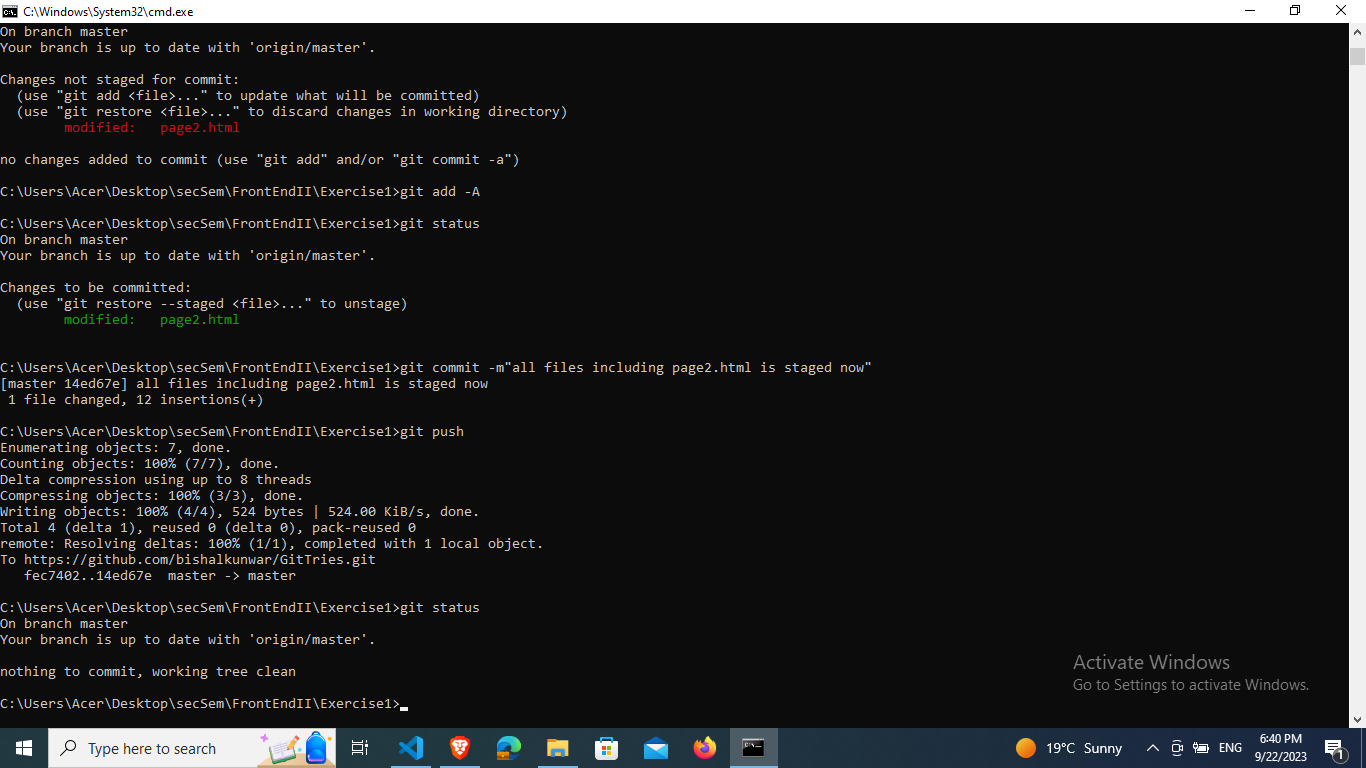 C:\Windows\System32\cmd.exe
On branch master
Your branch is up to date with 'origin/master'.
Changes not staged for commit:
(use "git add <file>..." to update what will be committed)
(use "git restore <file>..." to discard changes in working directory)
modified: page2.html
no changes added to commit (use "git add" and/or "git commit -a")
C:\Users\Acer\Desktop\secSem\FrontEndII\Exercise1>git add -A
C:\Users\Acer\Desktop\secSem\FrontEndII\Exercise1>git status
On branch master
Your branch is up to date with 'origin/master'.
Changes to be committed:
(use "git restore --staged <file>..." to unstage)
modified: page2.html
C:\Users\Acer\Desktop\secSem\FrontEndII\Exercise1>git commit -m"all files including page2.html is staged now"
[master 14ed67e] all files including page2.html is staged now
1 file changed, 12 insertions(+)
C:\Users\Acer\Desktop\secSem\FrontEndII\Exercise1>git push
Enumerating objects: 7, done.
Counting objects: 100% (7/7), done.
Delta compression using up to 8 threads
Compressing objects: 100% (3/3), done.
Writing objects: 100% (4/4), 524 bytes | 524.00 KiB/s, done.
Total 4 (delta 1), reused 0 (delta 0), pack-reused 0
remote: Resolving deltas: 100% (1/1), completed with 1 local object.
To https://github.com/bishalkunwar/GitTries.git
fec7402..14ed67e master -> master
C:\Users\Acer\Desktop\secSem\FrontEndII\Exercise1>git status
On branch master
Your branch is up to date with 'origin/master'.
nothing to commit, working tree clean
C:\Users\Acer\Desktop\secSem\FrontEndII\Exercise1>
Activate Windows
Go to Settings to activate Windows.
Type here to search
19°C Sunny
ENG
6:40 PM
9/22/2023
1